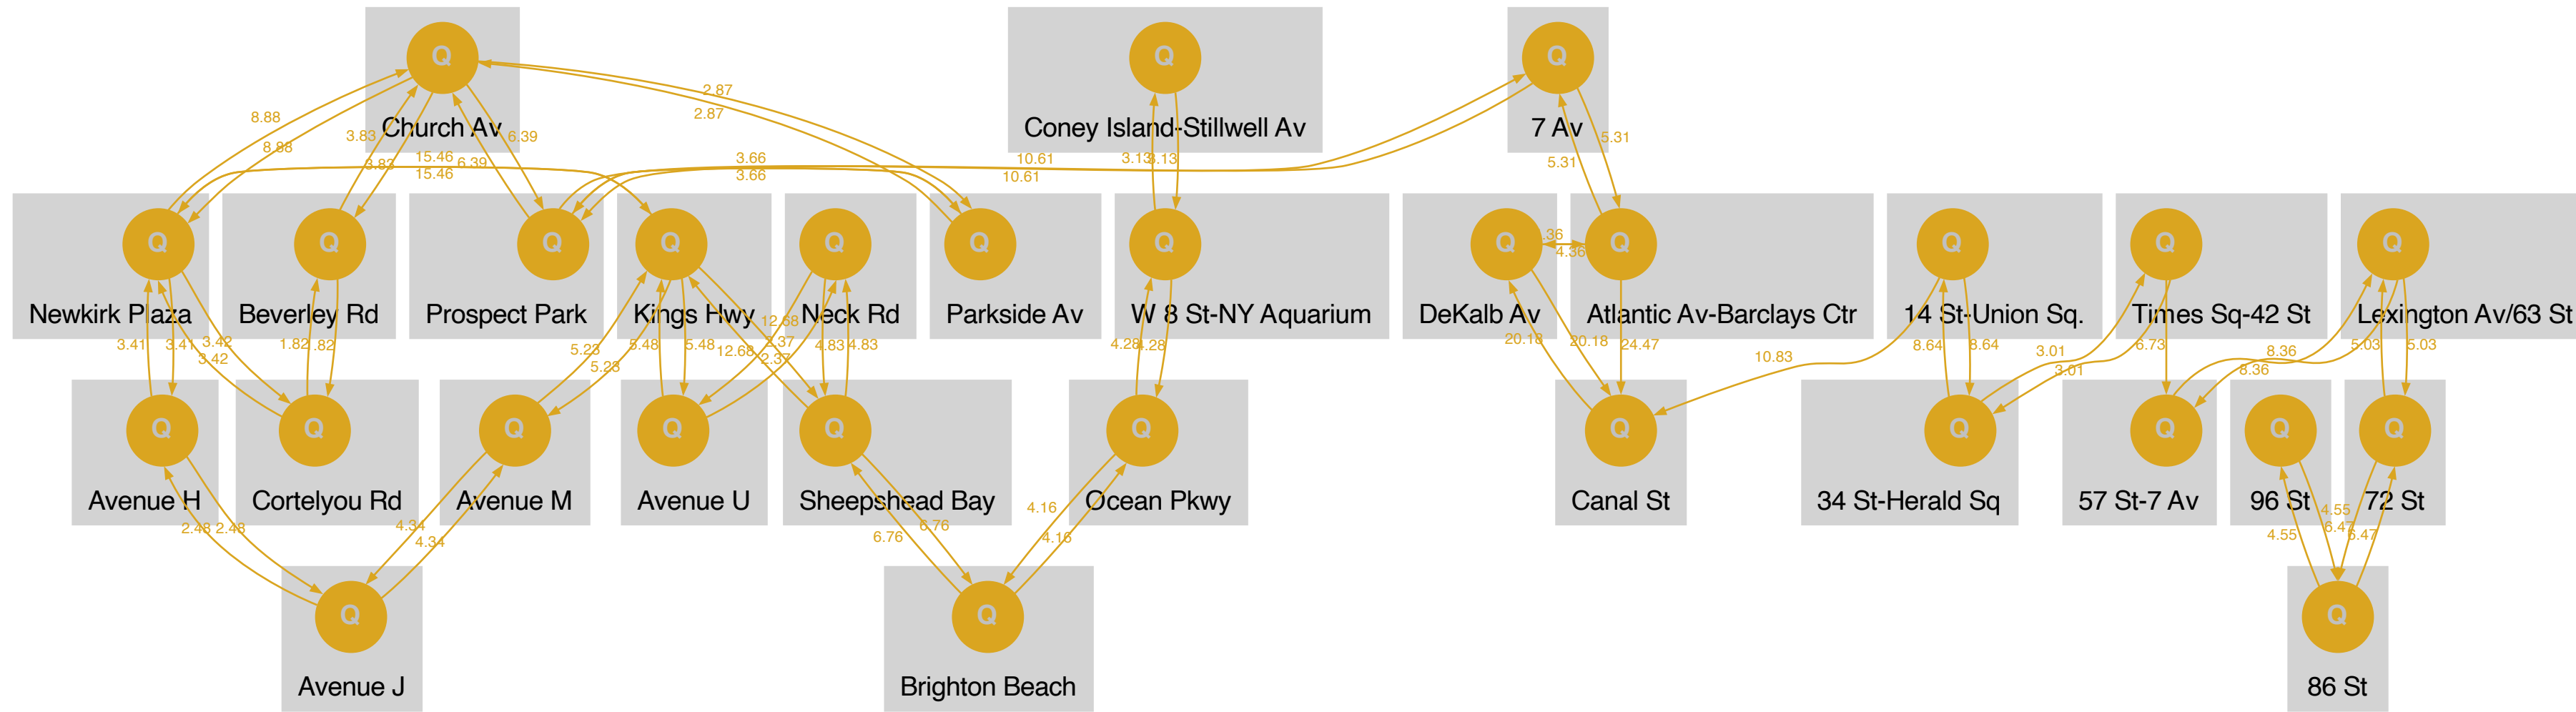 Q
Church Av
Q
Coney Island-Stillwell Av
Q
7 Av
2.87
2.87
8.88
8.88
3.83
3.83
6.39
6.39
15.46
15.46
3.66
3.66
10.61
10.61
3.13
3.13
5.31
5.31
Q
Newkirk Plaza
Q
Beverley Rd
Q
Prospect Park
Q
Kings Hwy
Q
Neck Rd
Q
Parkside Av
Q
W 8 St-NY Aquarium
Q
DeKalb Av
.36
4.36
Q
Atlantic Av-Barclays Ctr
Q
14 St-Union Sq.
Q
Times Sq-42 St
Q
Lexington Av/63 St
3.41
3.41
3.42
3.42
1.82
.82
5.23
5.23
5.48
5.48
12.68
12.68
2.37
2.37
4.83
4.83
4.28
4.28
20.18
20.18
24.47
10.83
8.64
8.64
3.01
3.01
6.73
8.36
8.36
5.03
5.03
Q
Avenue H
Q
Cortelyou Rd
Q
Avenue M
Q
Avenue U
Q
Sheepshead Bay
Q
Ocean Pkwy
Q
Canal St
Q
34 St-Herald Sq
Q
57 St-7 Av
Q
96 St
Q
72 St
2.48
2.48
4.34
4.34
6.76
6.76
4.16
4.16
4.55
4.55
6.47
6.47
Q
Avenue J
Q
Brighton Beach
Q
86 St